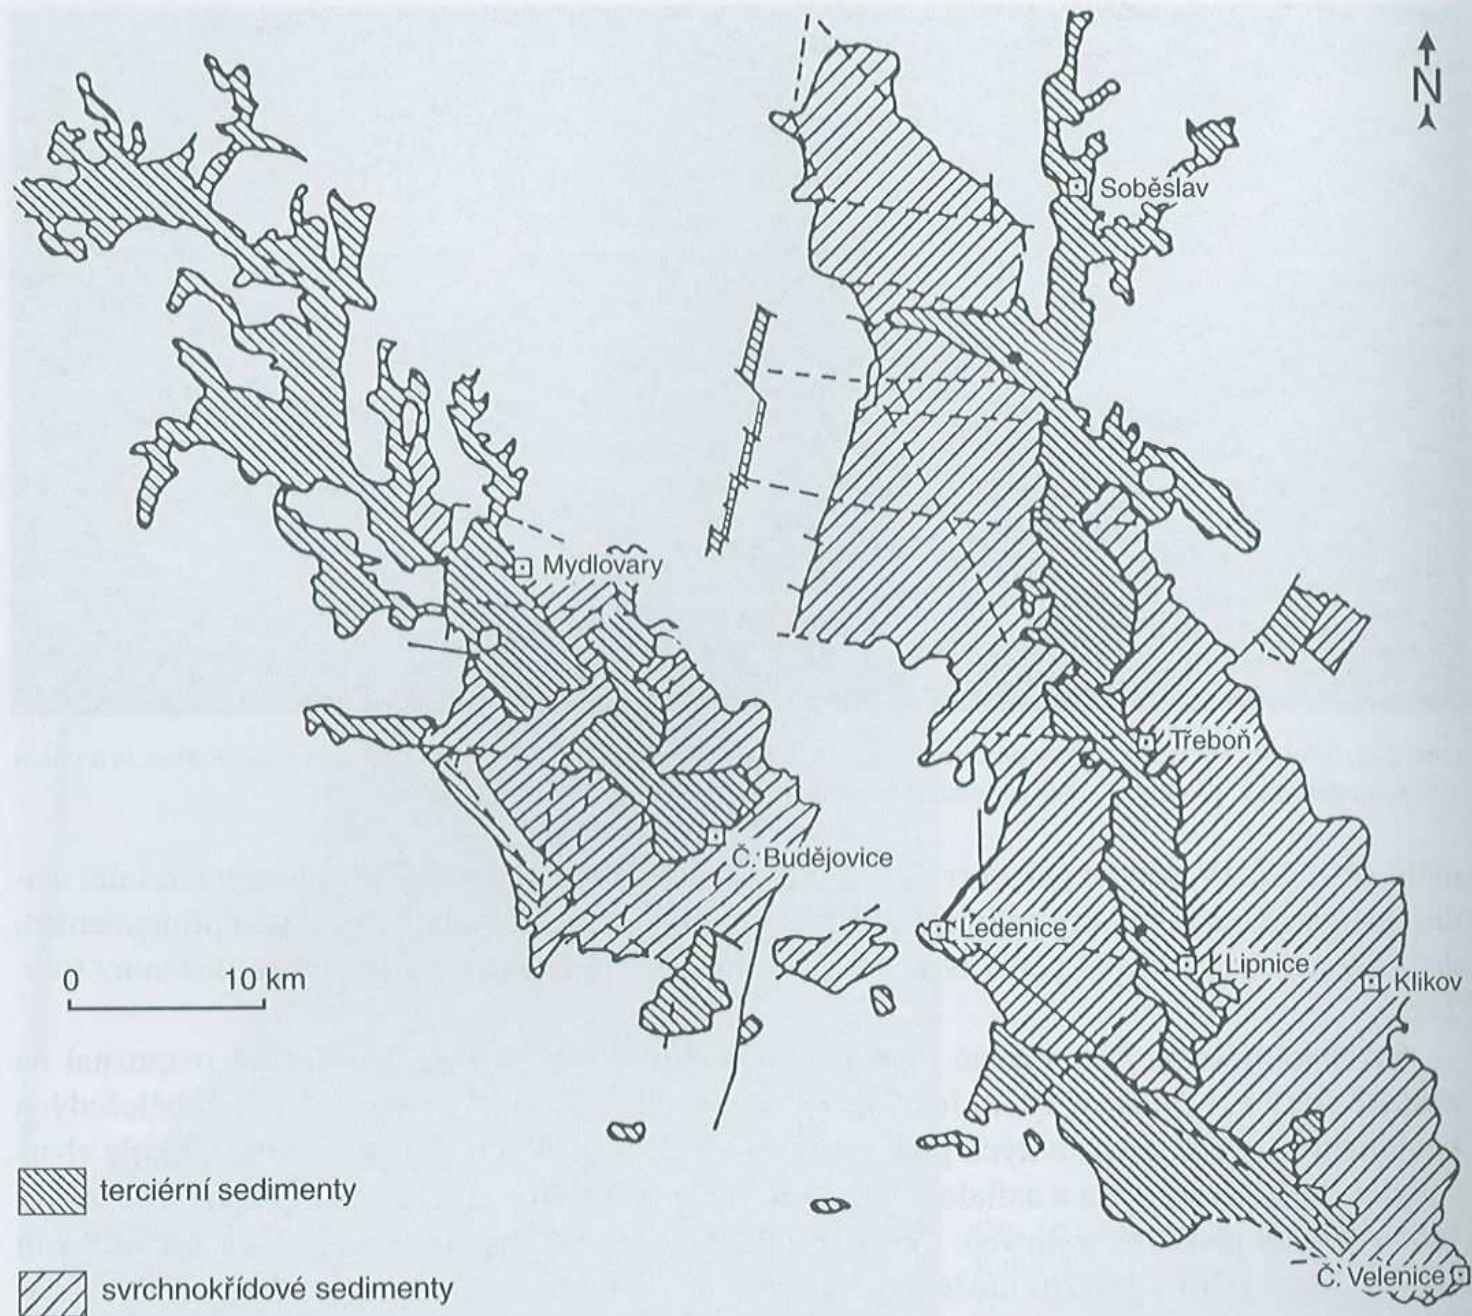 N
Soběslav
Mydlovary
Třeboň
Č. Budějovice
Ledenice
Lipnice
Klikov
0 10 km
terciérní sedimenty
Č. Velenice
svrchnokřídové sedimenty